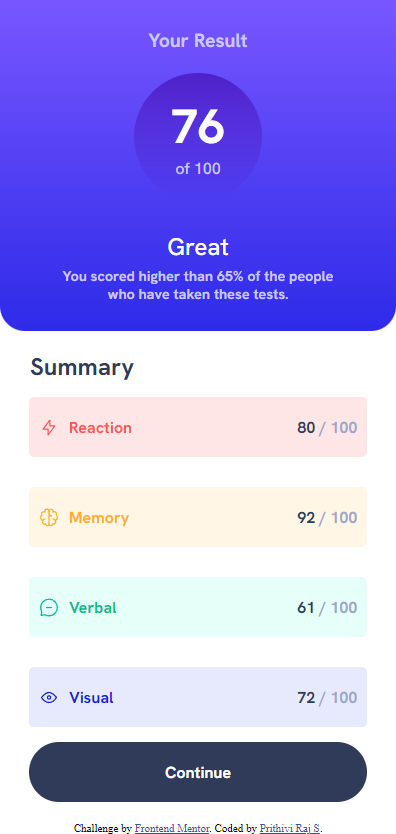 Your Result
76
of 100
Great
You scored higher than 65% of the people
who have taken these tests.
Summary
Reaction 80 / 100
Memory 92 / 100
Verbal 61 / 100
Visual 72 / 100
Continue
Challenge by Frontend Mentor. Coded by Prithivi Raj S.